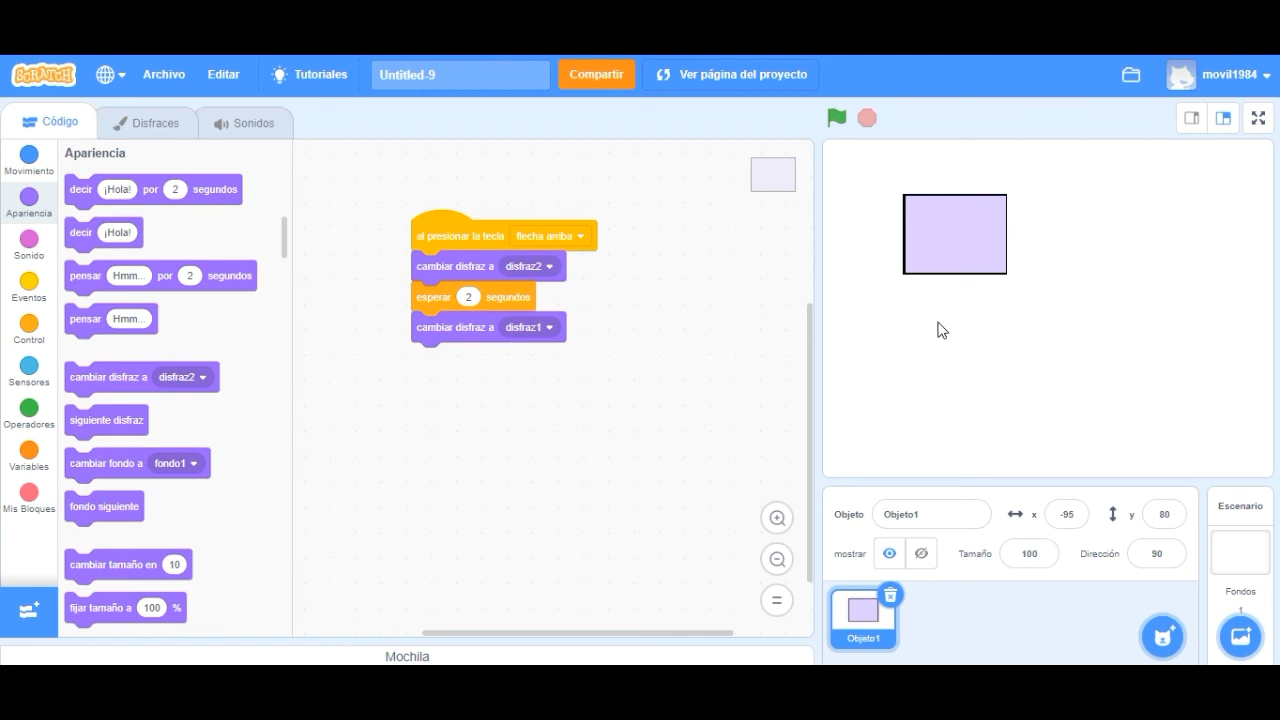 SCRATCH
Archivo
Editar
Tutoriales
Untitled-9
Compartir
Ver página del proyecto
movil1984
Código
Disfraces
Sonidos
Movimiento
Apariencia
Sonido
Eventos
Control
Sensores
Operadores
Variables
Mis Bloques
Apariencia
decir ¡Hola! por 2 segundos
decir ¡Hola!
pensar Hmm... por 2 segundos
pensar Hmm...
cambiar disfraz a disfraz2
siguiente disfraz
cambiar fondo a fondo1
fondo siguiente
cambiar tamaño en 10
fijar tamaño a 100 %
al presionar la tecla flecha arriba
cambiar disfraz a disfraz2
esperar 2 segundos
cambiar disfraz a disfraz1
Mochila
Objeto Objeto1 x -95 y 80
mostrar Tamaño 100 Dirección 90
Objeto1
Escenario
Fondos
1